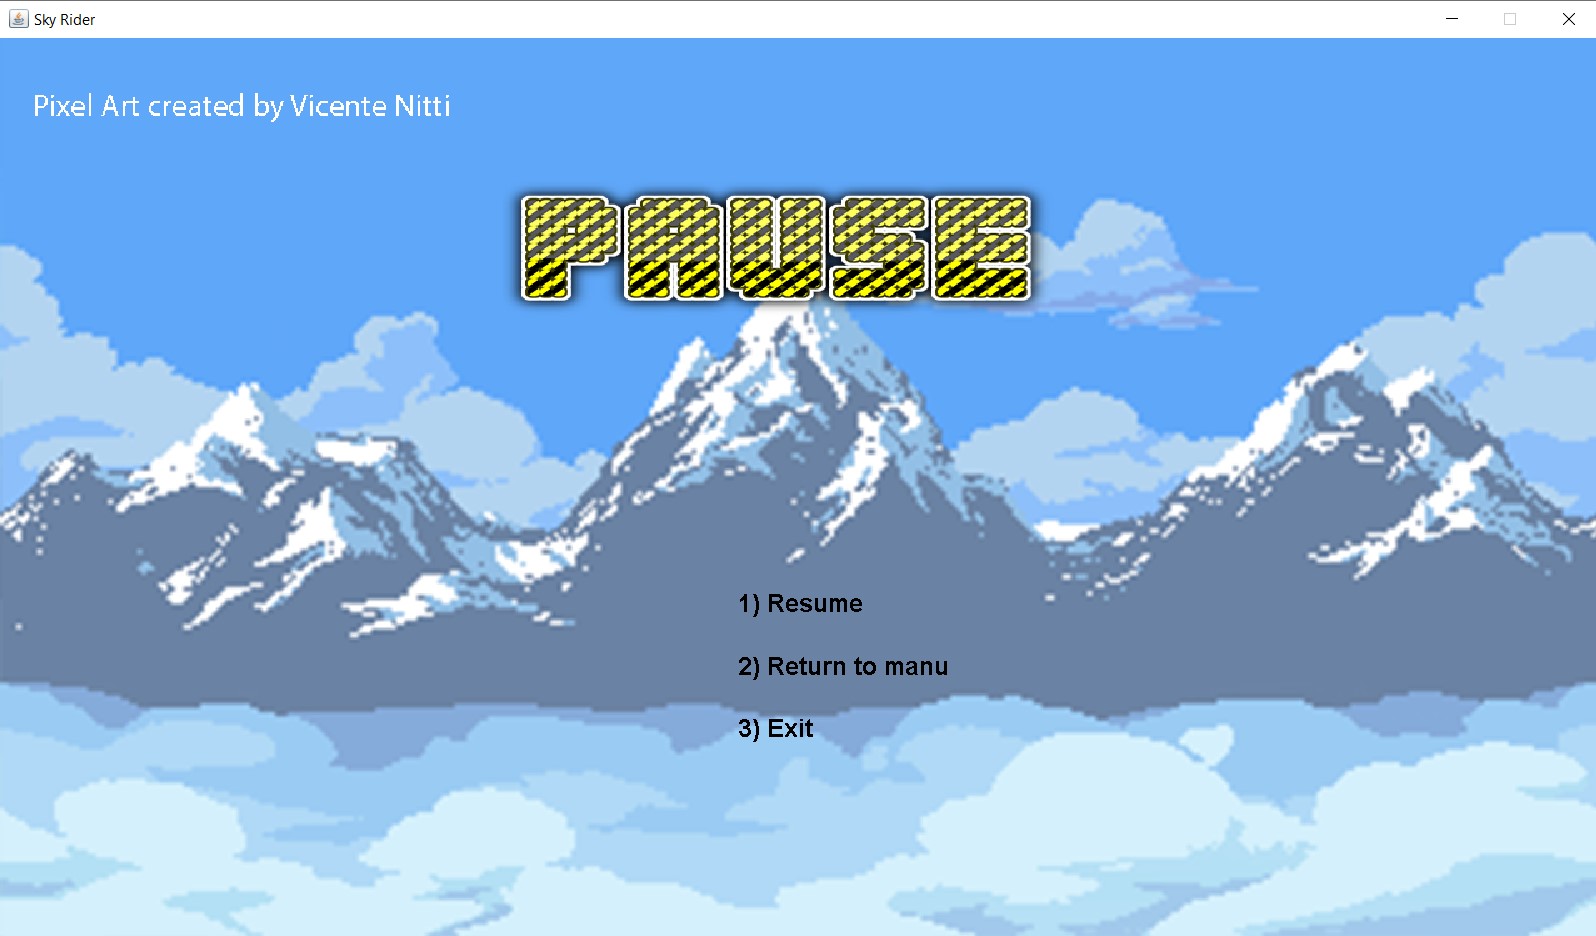 Sky Rider
Pixel Art created by Vicente Nitti
PAUSE
1) Resume
2) Return to manu
3) Exit